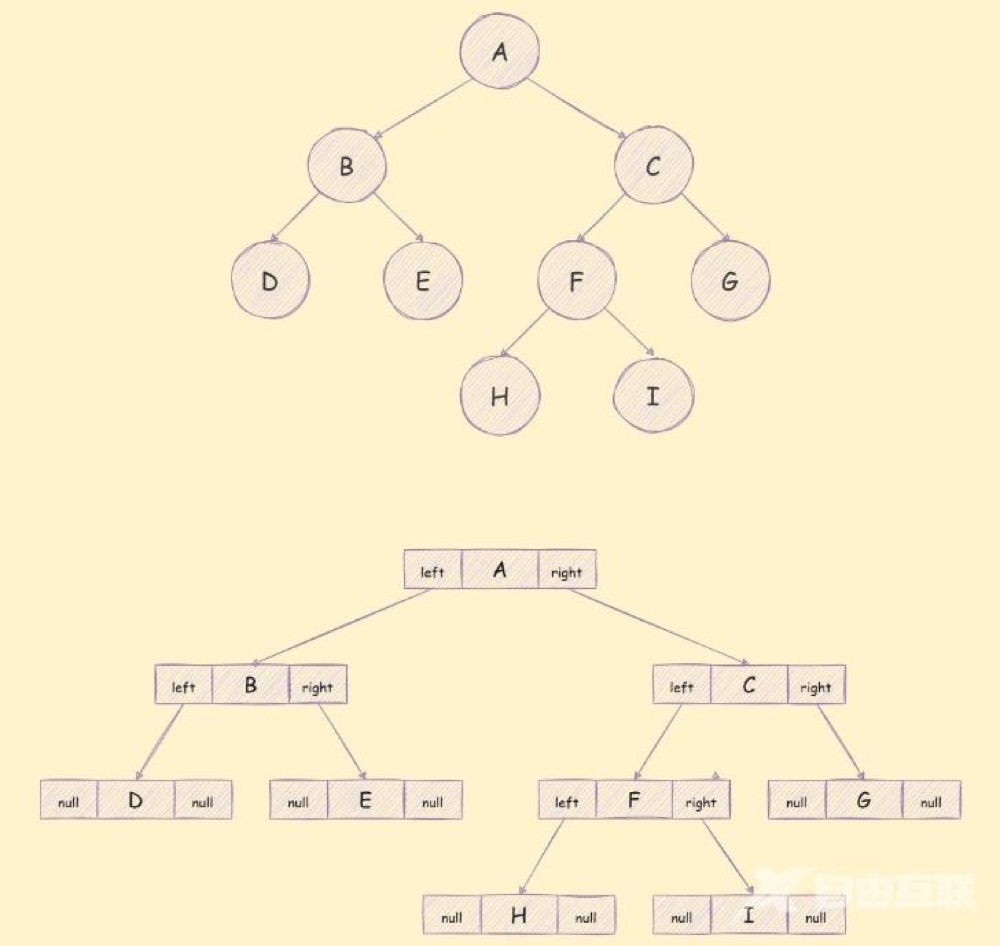 A
B C
D E F G
H I
left A right
left B right left C right
null D null null E null left F right null G null
null H null null I null
自由互联